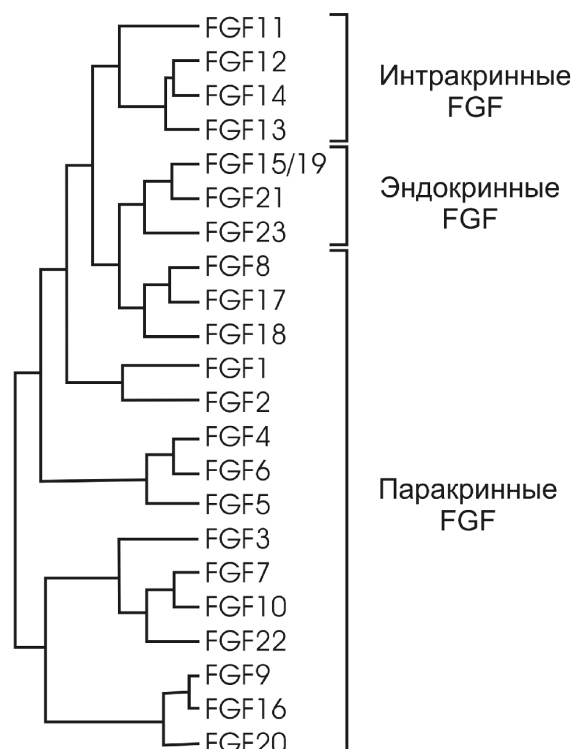 FGF11
FGF12
FGF14
FGF13
Интракринные
FGF
FGF15/19
FGF21
FGF23
Эндокринные
FGF
FGF8
FGF17
FGF18
FGF1
FGF2
FGF4
FGF6
FGF5
FGF3
FGF7
FGF10
FGF22
FGF9
FGF16
FGF20
Паракринные
FGF